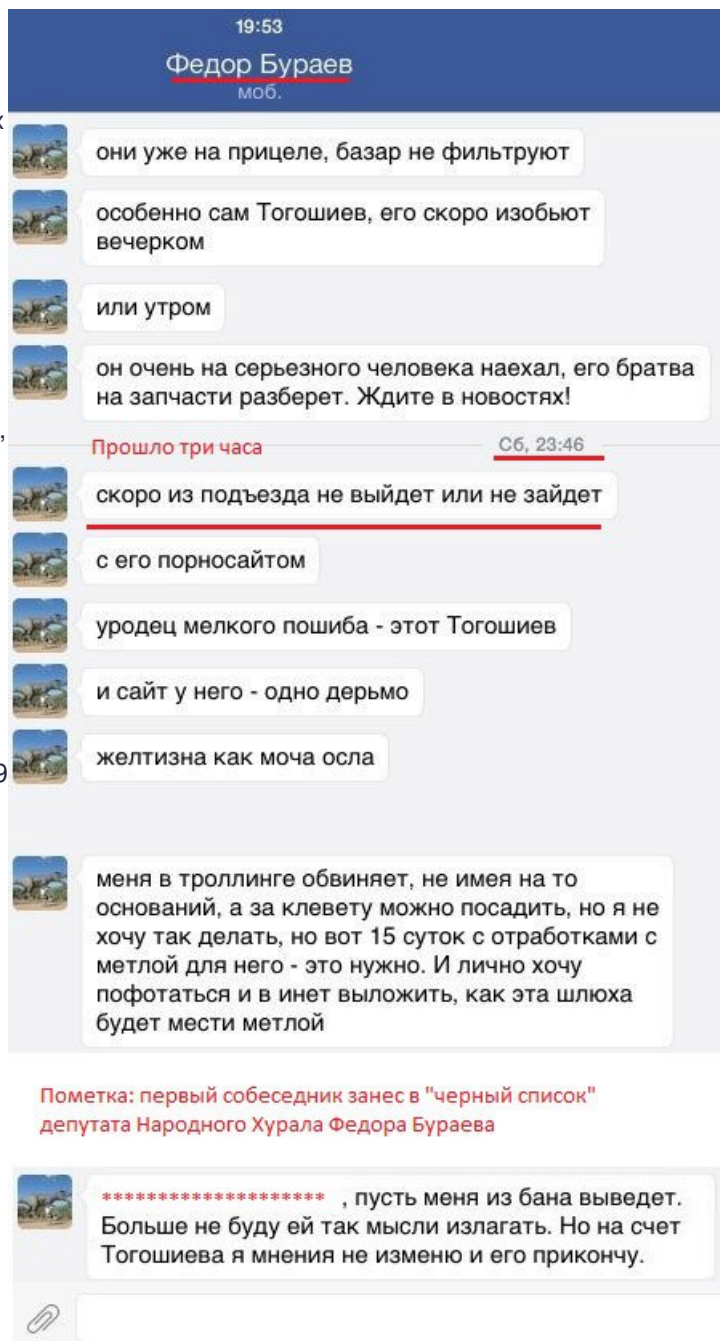 19:53
Федор Бураев
моб.
х
они уже на прицеле, базар не фильтруют
особенно сам Тогошиев, его скоро изобьют
вечерком
или утром
он очень на серьезного человека наехал, его братва
на запчасти разберет. Ждите в новостях!
,
Прошло три часа
Сб, 23:46
скоро из подъезда не выйдет или не зайдет
с его порносайтом
уродец мелкого пошиба - этот Тогошиев
и сайт у него - одно дерьмо
желтизна как моча осла
9
меня в троллинге обвиняет, не имея на то
оснований, а за клевету можно посадить, но я не
хочу так делать, но вот 15 суток с отработками с
метлой для него - это нужно. И лично хочу
пофотаться и в инет выложить, как эта шлюха
будет мести метлой
Пометка: первый собеседник занес в "черный список"
депутата Народного Хурала Федора Бураева
******************** , пусть меня из бана выведет.
Больше не буду ей так мысли излагать. Но на счет
Тогошиева я мнения не изменю и его прикончу.